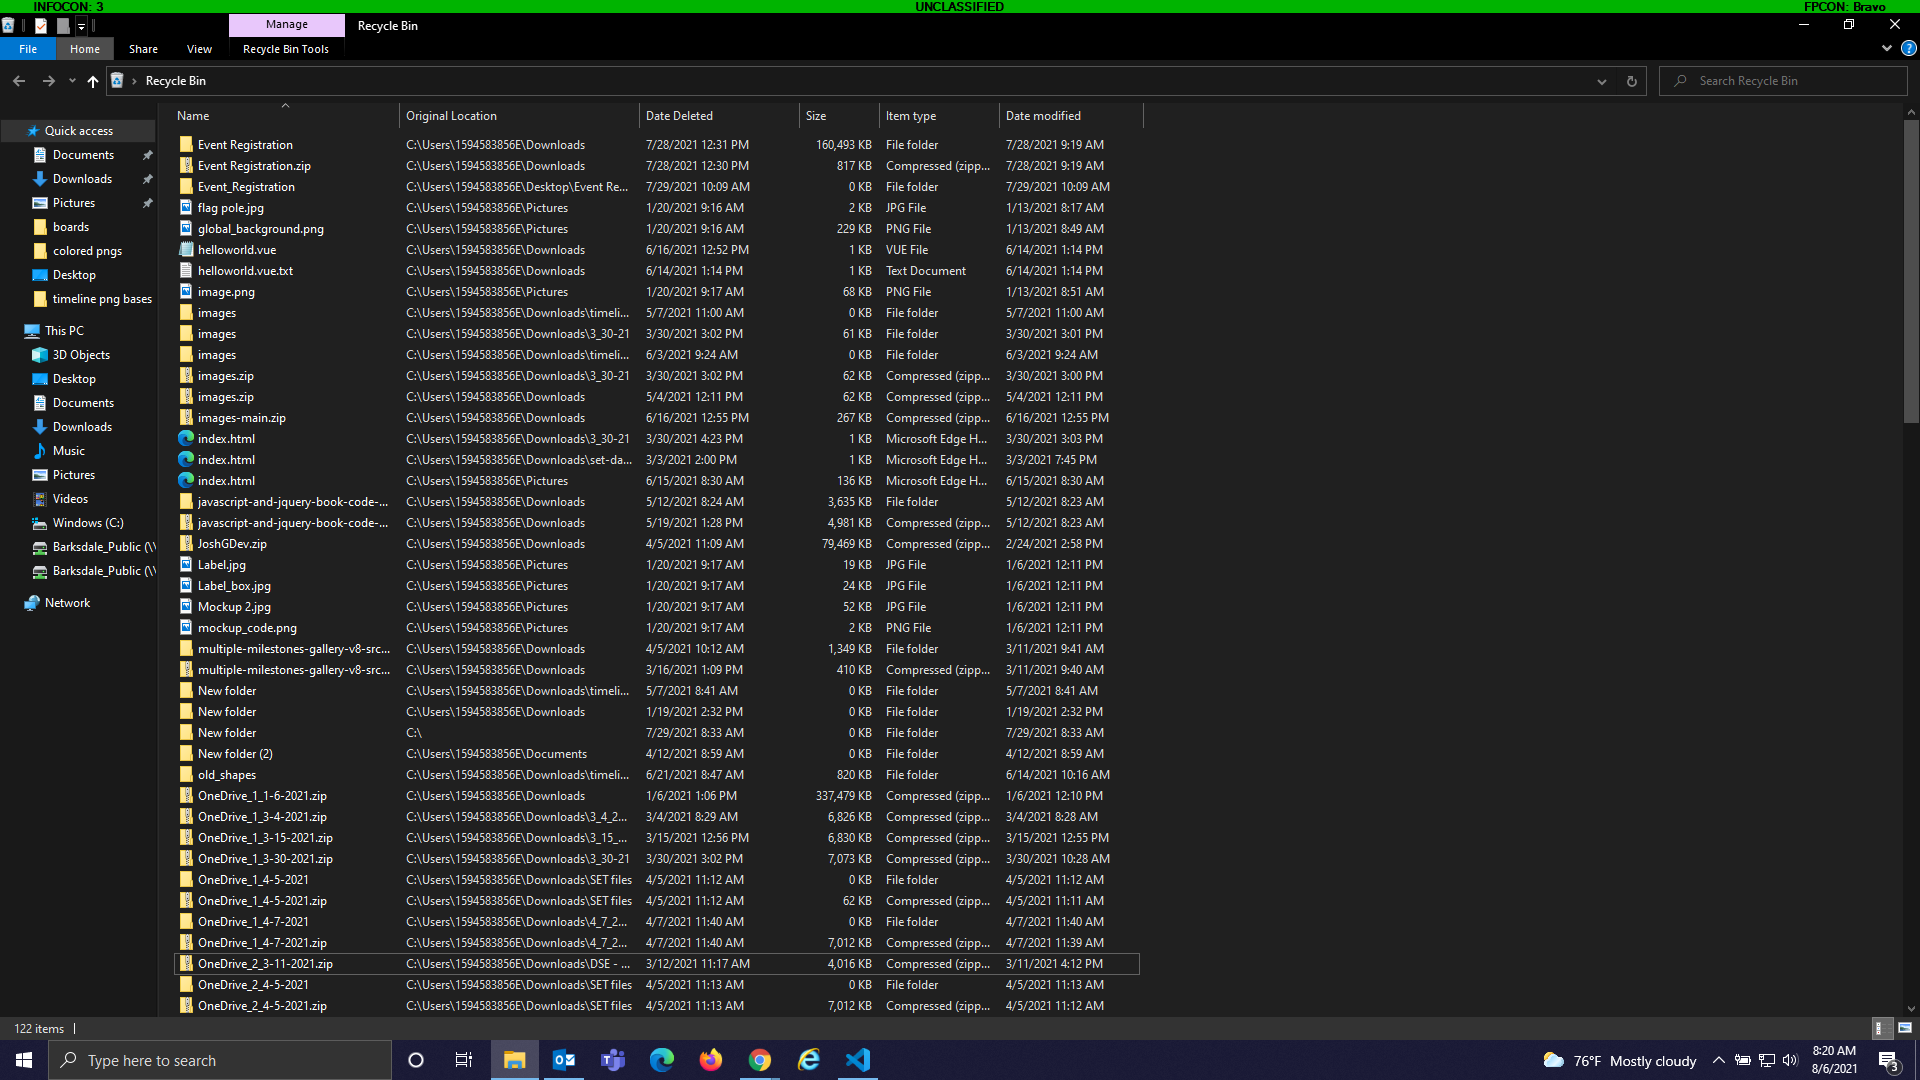 INFOCON: 3 UNCLASSIFIED FPCON: Bravo
Manage Recycle Bin
File Home Share View Recycle Bin Tools
Recycle Bin Search Recycle Bin
Quick access
Documents
Downloads
Pictures
boards
colored pngs
Desktop
timeline png bases
This PC
3D Objects
Desktop
Documents
Downloads
Music
Pictures
Videos
Windows (C:)
Barksdale_Public (\\
Barksdale_Public (\\
Network
Name Original Location Date Deleted Size Item type Date modified
Event Registration C:\Users\1594583856E\Downloads 7/28/2021 12:31 PM 160,493 KB File folder 7/28/2021 9:19 AM
Event Registration.zip C:\Users\1594583856E\Downloads 7/28/2021 12:30 PM 817 KB Compressed (zipp... 7/28/2021 9:19 AM
Event_Registration C:\Users\1594583856E\Desktop\Event Re... 7/29/2021 10:09 AM 0 KB File folder 7/29/2021 10:09 AM
flag pole.jpg C:\Users\1594583856E\Pictures 1/20/2021 9:16 AM 2 KB JPG File 1/13/2021 8:17 AM
global_background.png C:\Users\1594583856E\Pictures 1/20/2021 9:16 AM 229 KB PNG File 1/13/2021 8:49 AM
helloworld.vue C:\Users\1594583856E\Downloads 6/16/2021 12:52 PM 1 KB VUE File 6/14/2021 1:14 PM
helloworld.vue.txt C:\Users\1594583856E\Downloads 6/14/2021 1:14 PM 1 KB Text Document 6/14/2021 1:14 PM
image.png C:\Users\1594583856E\Pictures 1/20/2021 9:17 AM 68 KB PNG File 1/13/2021 8:51 AM
images C:\Users\1594583856E\Downloads\timeli... 5/7/2021 11:00 AM 0 KB File folder 5/7/2021 11:00 AM
images C:\Users\1594583856E\Downloads\3_30-21 3/30/2021 3:02 PM 61 KB File folder 3/30/2021 3:01 PM
images C:\Users\1594583856E\Downloads\timeli... 6/3/2021 9:24 AM 0 KB File folder 6/3/2021 9:24 AM
images.zip C:\Users\1594583856E\Downloads\3_30-21 3/30/2021 3:02 PM 62 KB Compressed (zipp... 3/30/2021 3:00 PM
images.zip C:\Users\1594583856E\Downloads 5/4/2021 12:11 PM 62 KB Compressed (zipp... 5/4/2021 12:11 PM
images-main.zip C:\Users\1594583856E\Downloads 6/16/2021 12:55 PM 267 KB Compressed (zipp... 6/16/2021 12:55 PM
index.html C:\Users\1594583856E\Downloads\3_30-21 3/30/2021 4:23 PM 1 KB Microsoft Edge H... 3/30/2021 3:03 PM
index.html C:\Users\1594583856E\Downloads\set-da... 3/3/2021 2:00 PM 1 KB Microsoft Edge H... 3/3/2021 7:45 PM
index.html C:\Users\1594583856E\Pictures 6/15/2021 8:30 AM 136 KB Microsoft Edge H... 6/15/2021 8:30 AM
javascript-and-jquery-book-code-... C:\Users\1594583856E\Downloads 5/12/2021 8:24 AM 3,635 KB File folder 5/12/2021 8:23 AM
javascript-and-jquery-book-code-... C:\Users\1594583856E\Downloads 5/19/2021 1:28 PM 4,981 KB Compressed (zipp... 5/12/2021 8:23 AM
JoshGDev.zip C:\Users\1594583856E\Downloads 4/5/2021 11:09 AM 79,469 KB Compressed (zipp... 2/24/2021 2:58 PM
Label.jpg C:\Users\1594583856E\Pictures 1/20/2021 9:17 AM 19 KB JPG File 1/6/2021 12:11 PM
Label_box.jpg C:\Users\1594583856E\Pictures 1/20/2021 9:17 AM 24 KB JPG File 1/6/2021 12:11 PM
Mockup 2.jpg C:\Users\1594583856E\Pictures 1/20/2021 9:17 AM 52 KB JPG File 1/6/2021 12:11 PM
mockup_code.png C:\Users\1594583856E\Pictures 1/20/2021 9:17 AM 2 KB PNG File 1/6/2021 12:11 PM
multiple-milestones-gallery-v8-src... C:\Users\1594583856E\Downloads 4/5/2021 10:12 AM 1,349 KB File folder 3/11/2021 9:41 AM
multiple-milestones-gallery-v8-src... C:\Users\1594583856E\Downloads 3/16/2021 1:09 PM 410 KB Compressed (zipp... 3/11/2021 9:40 AM
New folder C:\Users\1594583856E\Downloads\timeli... 5/7/2021 8:41 AM 0 KB File folder 5/7/2021 8:41 AM
New folder C:\Users\1594583856E\Downloads 1/19/2021 2:32 PM 0 KB File folder 1/19/2021 2:32 PM
New folder C:\ 7/29/2021 8:33 AM 0 KB File folder 7/29/2021 8:33 AM
New folder (2) C:\Users\1594583856E\Documents 4/12/2021 8:59 AM 0 KB File folder 4/12/2021 8:59 AM
old_shapes C:\Users\1594583856E\Downloads\timeli... 6/21/2021 8:47 AM 820 KB File folder 6/14/2021 10:16 AM
OneDrive_1_1-6-2021.zip C:\Users\1594583856E\Downloads 1/6/2021 1:06 PM 337,479 KB Compressed (zipp... 1/6/2021 12:10 PM
OneDrive_1_3-4-2021.zip C:\Users\1594583856E\Downloads\3_4_2... 3/4/2021 8:29 AM 6,826 KB Compressed (zipp... 3/4/2021 8:28 AM
OneDrive_1_3-15-2021.zip C:\Users\1594583856E\Downloads\3_15_... 3/15/2021 12:56 PM 6,830 KB Compressed (zipp... 3/15/2021 12:55 PM
OneDrive_1_3-30-2021.zip C:\Users\1594583856E\Downloads\3_30-21 3/30/2021 3:02 PM 7,073 KB Compressed (zipp... 3/30/2021 10:28 AM
OneDrive_1_4-5-2021 C:\Users\1594583856E\Downloads\SET files 4/5/2021 11:12 AM 0 KB File folder 4/5/2021 11:12 AM
OneDrive_1_4-5-2021.zip C:\Users\1594583856E\Downloads\SET files 4/5/2021 11:12 AM 62 KB Compressed (zipp... 4/5/2021 11:11 AM
OneDrive_1_4-7-2021 C:\Users\1594583856E\Downloads\4_7_2... 4/7/2021 11:40 AM 0 KB File folder 4/7/2021 11:40 AM
OneDrive_1_4-7-2021.zip C:\Users\1594583856E\Downloads\4_7_2... 4/7/2021 11:40 AM 7,012 KB Compressed (zipp... 4/7/2021 11:39 AM
OneDrive_2_3-11-2021.zip C:\Users\1594583856E\Downloads\DSE - ... 3/12/2021 11:17 AM 4,016 KB Compressed (zipp... 3/11/2021 4:12 PM
OneDrive_2_4-5-2021 C:\Users\1594583856E\Downloads\SET files 4/5/2021 11:13 AM 0 KB File folder 4/5/2021 11:13 AM
OneDrive_2_4-5-2021.zip C:\Users\1594583856E\Downloads\SET files 4/5/2021 11:13 AM 7,012 KB Compressed (zipp... 4/5/2021 11:12 AM
122 items
Type here to search 76°F Mostly cloudy 8:20 AM
8/6/2021 3